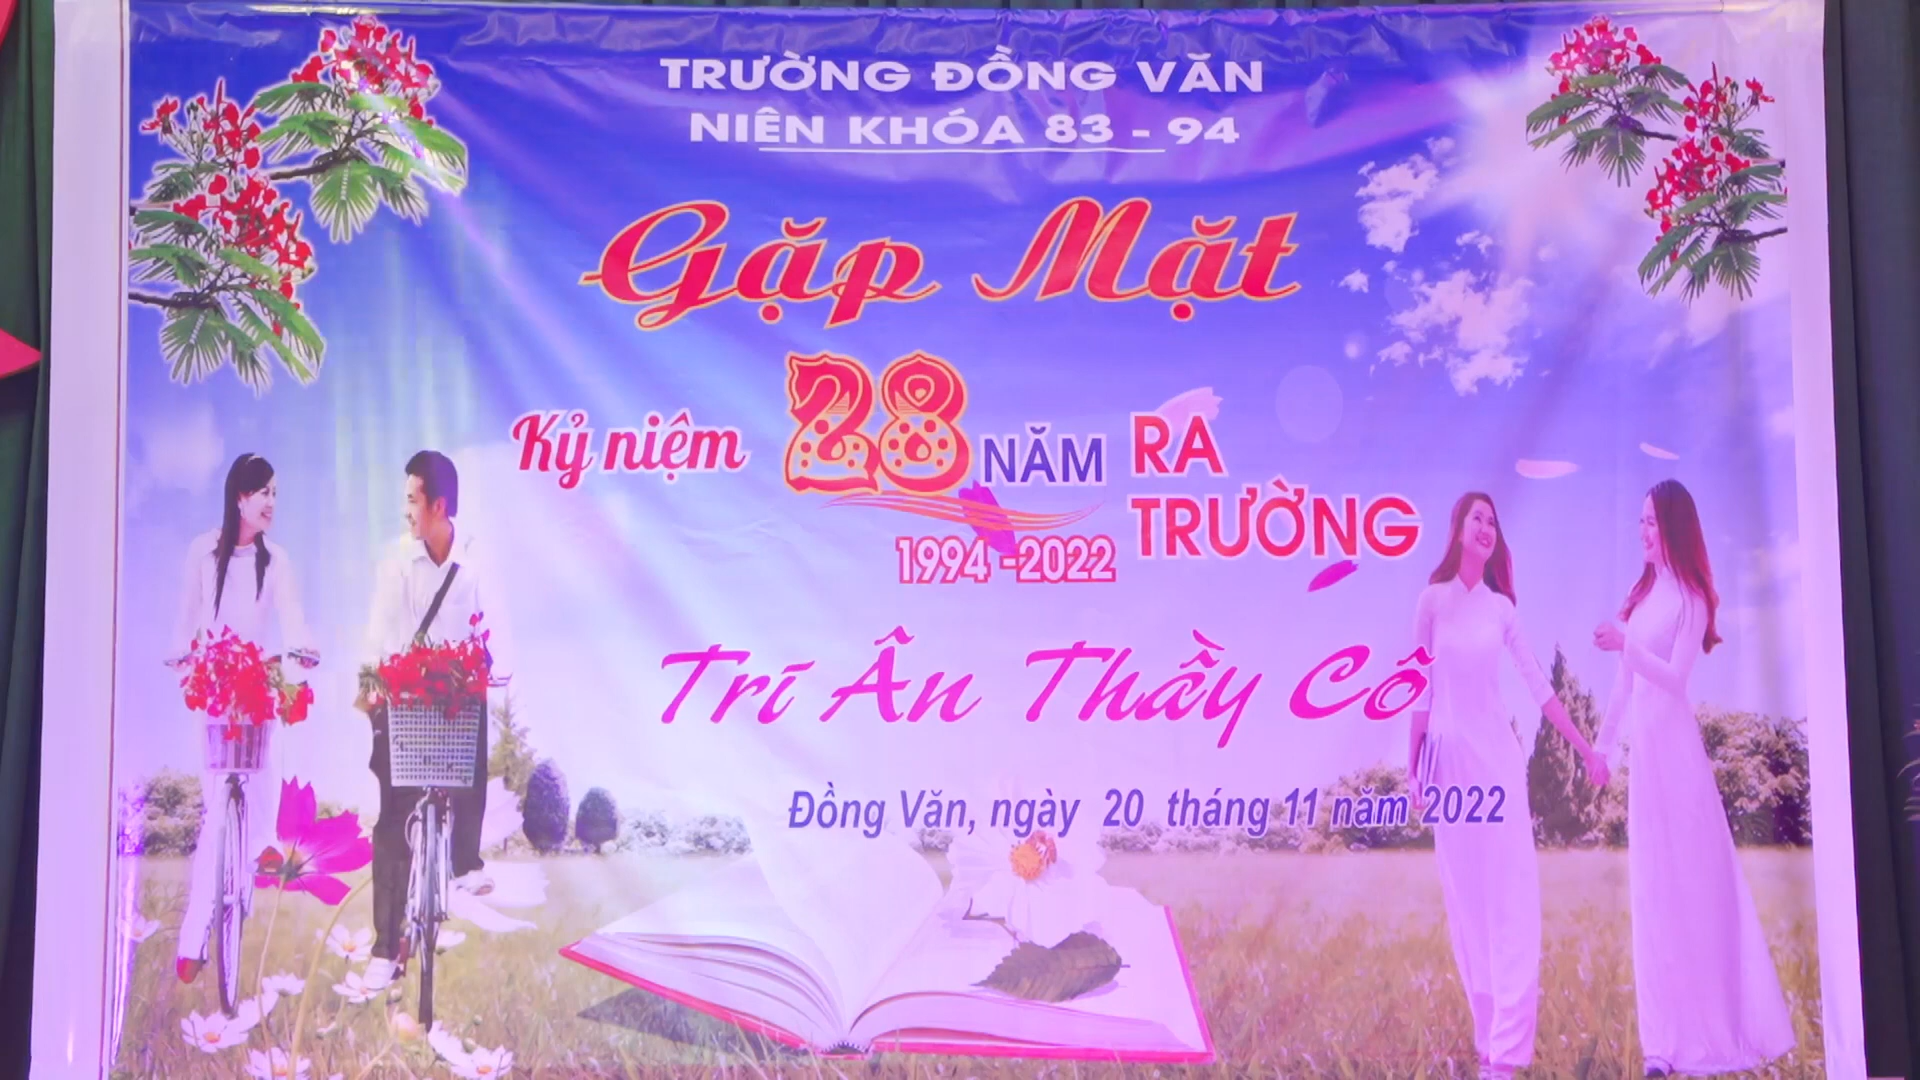 TRƯỜNG ĐỒNG VĂN
NIÊN KHÓA 83 - 94
Gặp Mặt
Kỷ niệm 28 NĂM RA TRƯỜNG
1994 -2022
Tri Ân Thầy Cô
Đồng Văn, ngày 20 tháng 11 năm 2022